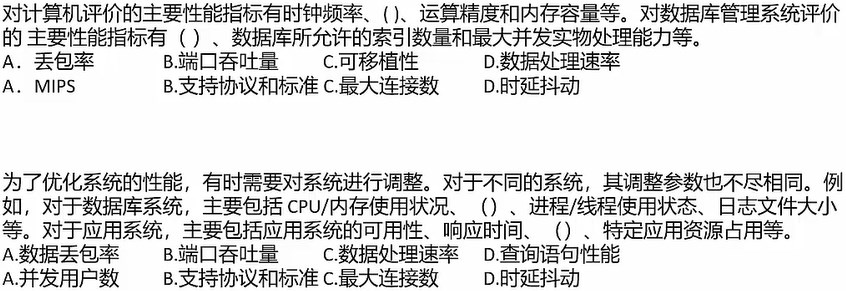 对计算机评价的主要性能指标有时钟频率、( )、运算精度和内存容量等。对数据库管理系统评价
的 主要性能指标有（ ）、数据库所允许的索引数量和最大并发实物处理能力等。
A．丢包率 B.端口吞吐量 C.可移植性 D.数据处理速率
A．MIPS B.支持协议和标准 C.最大连接数 D.时延抖动
为了优化系统的性能，有时需要对系统进行调整。对于不同的系统，其调整参数也不尽相同。例
如，对于数据库系统，主要包括 CPU/内存使用状况、（）、进程/线程使用状态、日志文件大小
等。对于应用系统，主要包括应用系统的可用性、响应时间、（）、特定应用资源占用等。
A.数据丢包率 B.端口吞吐量 C.数据处理速率 D.查询语句性能
A.并发用户数 B.支持协议和标准 C.最大连接数 D.时延抖动